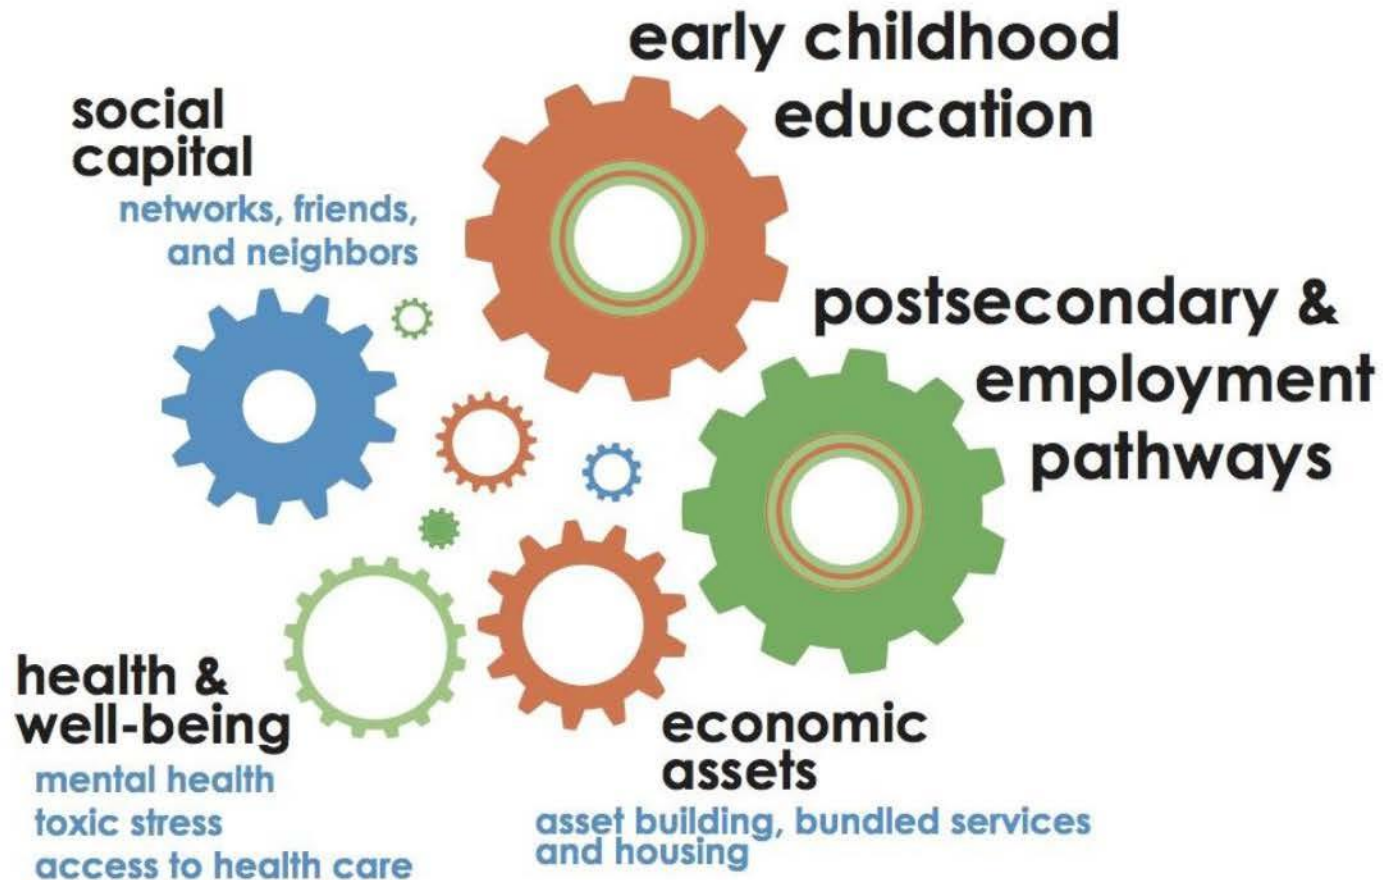 early childhood
education
social
capital
networks, friends,
and neighbors
postsecondary &
employment
pathways
health &
well-being
mental health
toxic stress
access to health care
economic
assets
asset building, bundled services
and housing